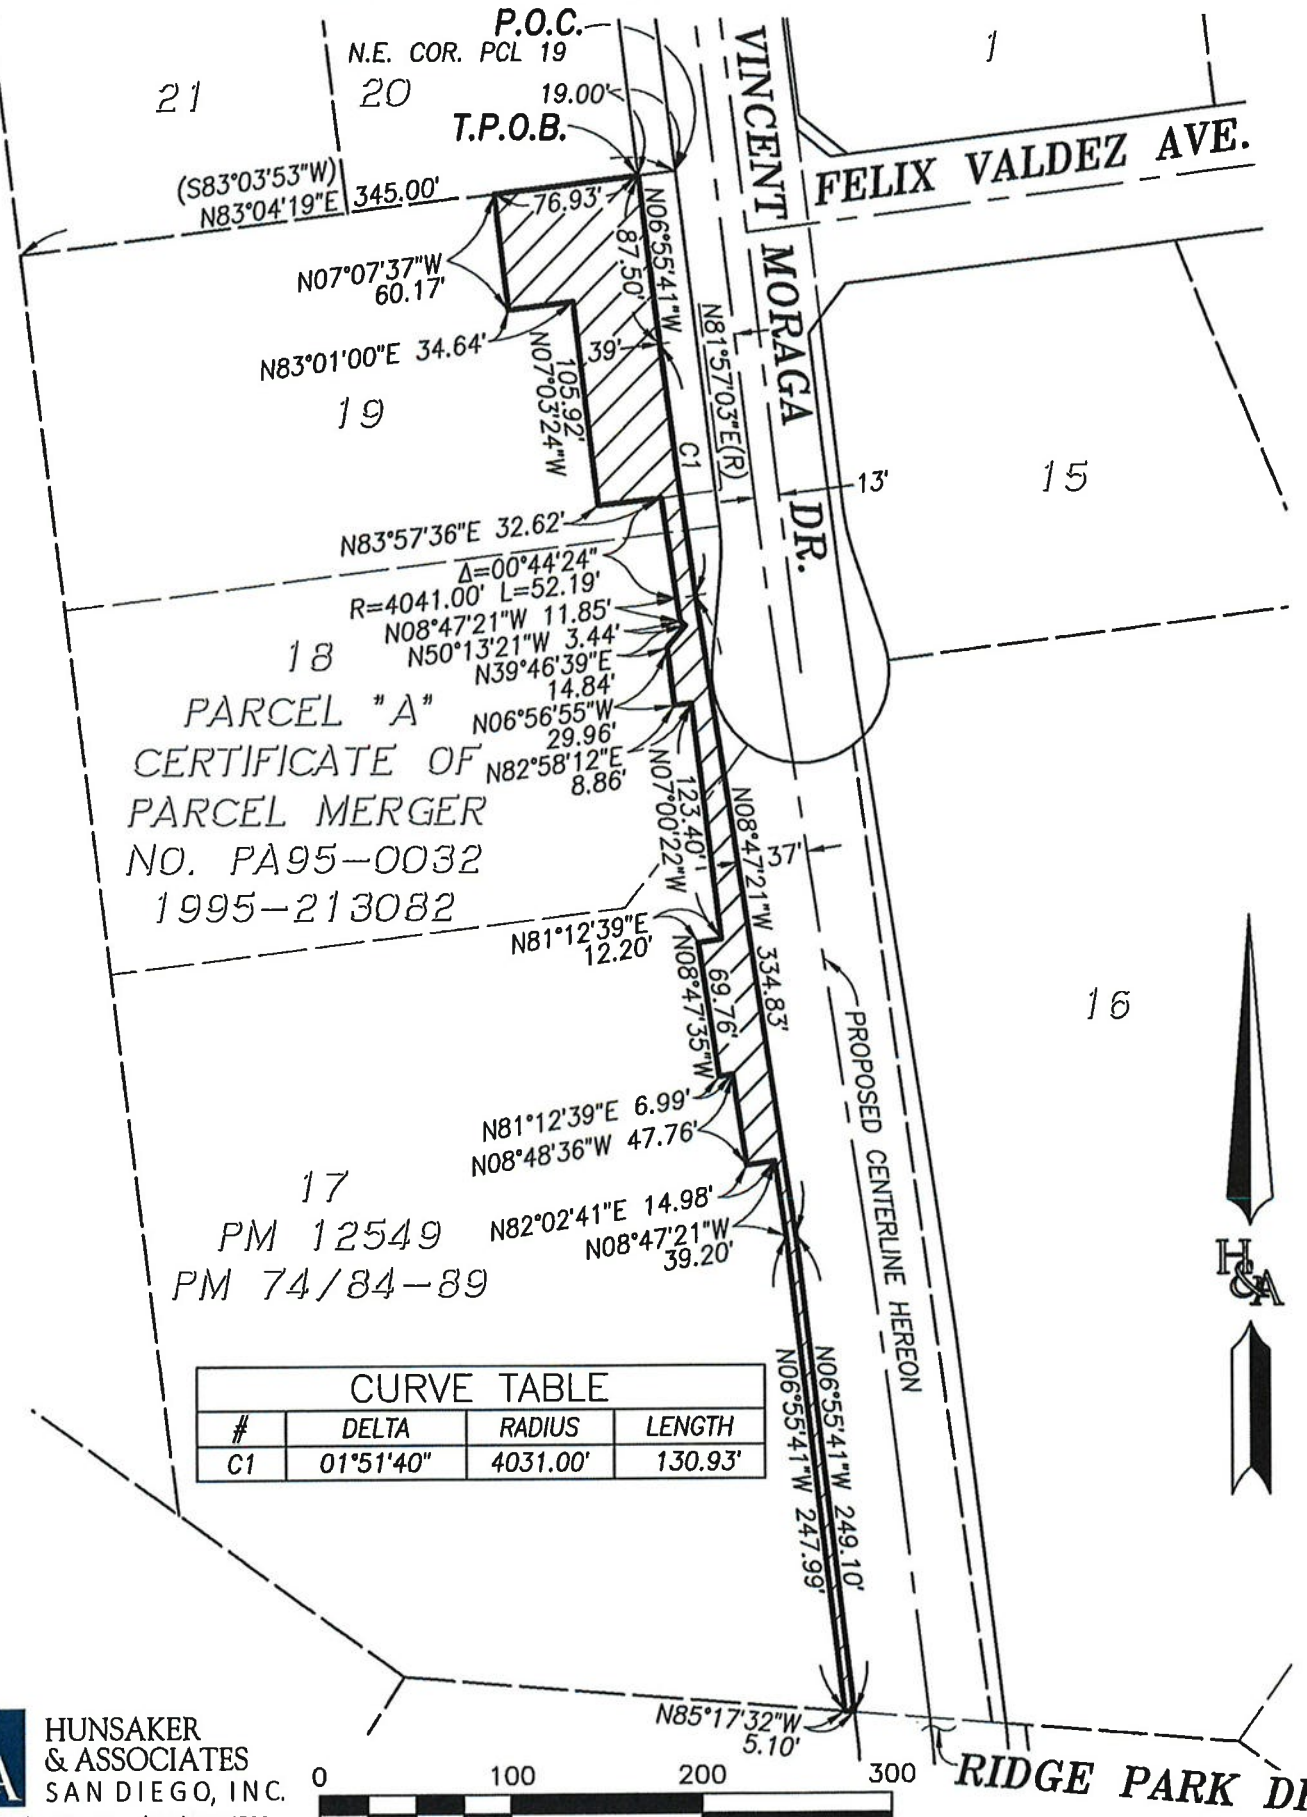 P.O.C.
N.E. COR. PCL 19
21
20
1
19.00'
T.P.O.B.
VINCENT MORAGA DR.
FELIX VALDEZ AVE.
(S83°03'53"W)
N83°04'19"E 345.00'
76.93'
N06°55'41"W
87.50'
N07°07'37"W
60.17'
N83°01'00"E 34.64'
39'
N81°57'03"E(R)
105.92'
N07°03'24"W
19
C1
13'
15
N83°57'36"E 32.62'
Δ=00°44'24"
R=4041.00' L=52.19'
N08°47'21"W 11.85'
N50°13'21"W 3.44'
N39°46'39"E
14.84'
N06°56'55"W
29.96'
N82°58'12"E
8.86'
18
PARCEL "A"
CERTIFICATE OF
PARCEL MERGER
NO. PA95-0032
1995-213082
123.40'
N07°00'22"W
N08°47'21"W 334.83'
37'
N81°12'39"E
12.20'
69.76'
N08°47'35"W
PROPOSED CENTERLINE HEREON
16
N81°12'39"E 6.99'
N08°48'36"W 47.76'
17
PM 12549
PM 74/84-89
N82°02'41"E 14.98'
N08°47'21"W
39.20'
H&A
N06°55'41"W 249.10'
N06°55'41"W 247.99'
CURVE TABLE
# DELTA RADIUS LENGTH
C1 01°51'40" 4031.00' 130.93'
N85°17'32"W
5.10'
RIDGE PARK
HUNSAKER
& ASSOCIATES
SAN DIEGO, INC.
0 100 200 300